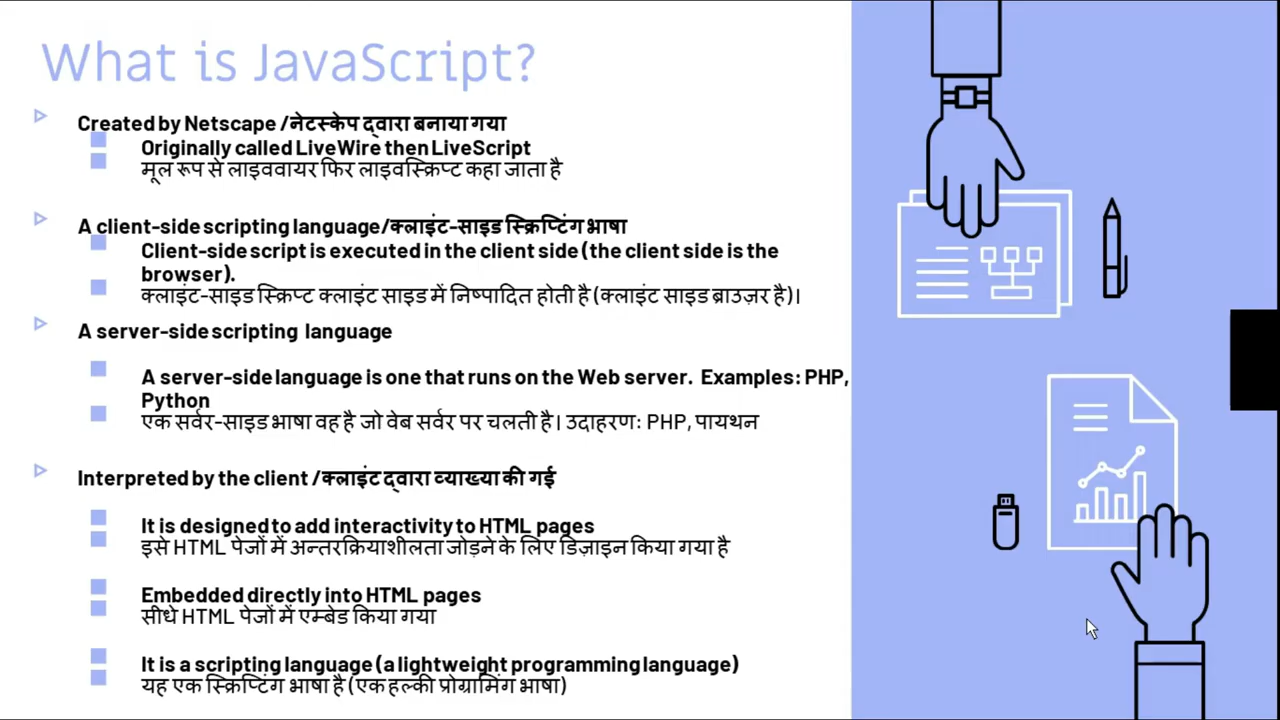 What is JavaScript?
Created by Netscape /नेटस्केप द्वारा बनाया गया
Originally called LiveWire then LiveScript
मूल रूप से लाइववायर फिर लाइवस्क्रिप्ट कहा जाता है
A client-side scripting language/क्लाइंट-साइड स्क्रिप्टिंग भाषा
Client-side script is executed in the client side (the client side is the
browser).
क्लाइंट-साइड स्क्रिप्ट क्लाइंट साइड में निष्पादित होती है (क्लाइंट साइड ब्राउज़र है)।
A server-side scripting language
A server-side language is one that runs on the Web server. Examples: PHP,
Python
एक सर्वर-साइड भाषा वह है जो वेब सर्वर पर चलती है। उदाहरण: PHP, पायथन
Interpreted by the client /क्लाइंट द्वारा व्याख्या की गई
It is designed to add interactivity to HTML pages
इसे HTML पेजों में अन्तरक्रियाशीलता जोड़ने के लिए डिज़ाइन किया गया है
Embedded directly into HTML pages
सीधे HTML पेजों में एम्बेड किया गया
It is a scripting language (a lightweight programming language)
यह एक स्क्रिप्टिंग भाषा है (एक हल्की प्रोग्रामिंग भाषा)